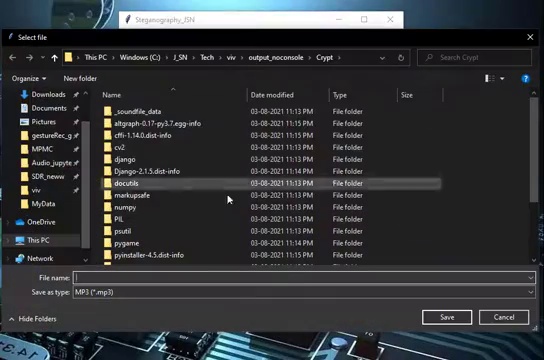 Steganography_JSN
Select file
This PC > Windows (C:) > J_SN > Tech > viv > output_noconsole > Crypt >
Search Crypt
Organize
New folder
Name
Date modified
Type
Size
Downloads
Documents
Pictures
gestureRec_g
MPMC
Audio_jupyte
SDR_neww
viv
MyData
OneDrive
This PC
Network
_soundfile_data 03-08-2021 11:13 PM File folder
altgraph-0.17-py3.7.egg-info 03-08-2021 11:15 PM File folder
cffi-1.14.0.dist-info 03-08-2021 11:15 PM File folder
cv2 03-08-2021 11:13 PM File folder
django 03-08-2021 11:13 PM File folder
Django-2.1.5.dist-info 03-08-2021 11:14 PM File folder
docutils 03-08-2021 11:13 PM File folder
markupsafe 03-08-2021 11:13 PM File folder
numpy 03-08-2021 11:13 PM File folder
PIL 03-08-2021 11:13 PM File folder
psutil 03-08-2021 11:13 PM File folder
pygame 03-08-2021 11:14 PM File folder
pyinstaller-4.5.dist-info 03-08-2021 11:15 PM File folder
File name:
Save as type: MP3 (*.mp3)
Hide Folders
Save
Cancel